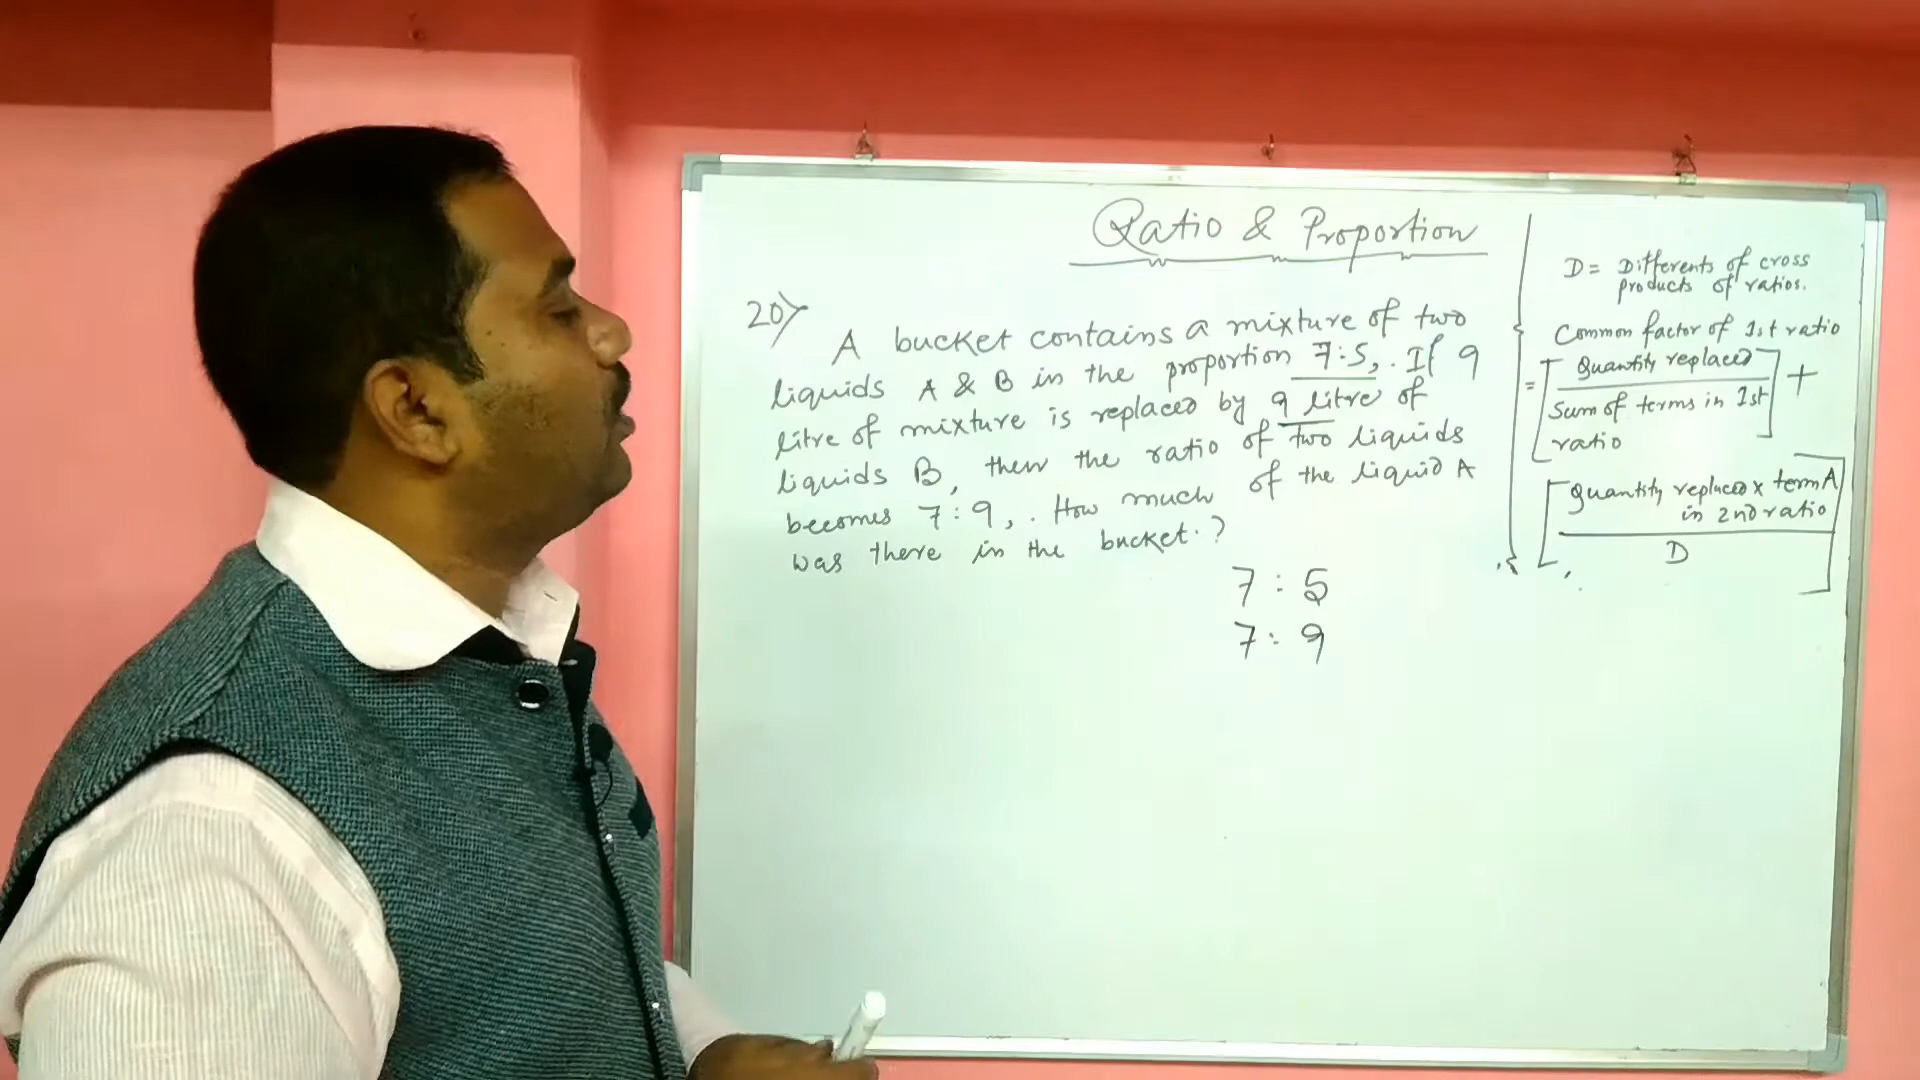 Ratio & Proportion
20)
A bucket contains a mixture of two
liquids A & B in the proportion 7:5,. If 9
litre of mixture is replaced by 9 litre of
liquids B, then the ratio of two liquids
becomes 7:9,. How much of the liquid A
was there in the bucket.?
7 : 5
7 : 9
D = Differents of cross
products of ratios.
Common factor of 1st ratio
= [Quantity replaced] +
Sum of terms in 1st
ratio
[Quantity replaced x term A
in 2nd ratio
D]